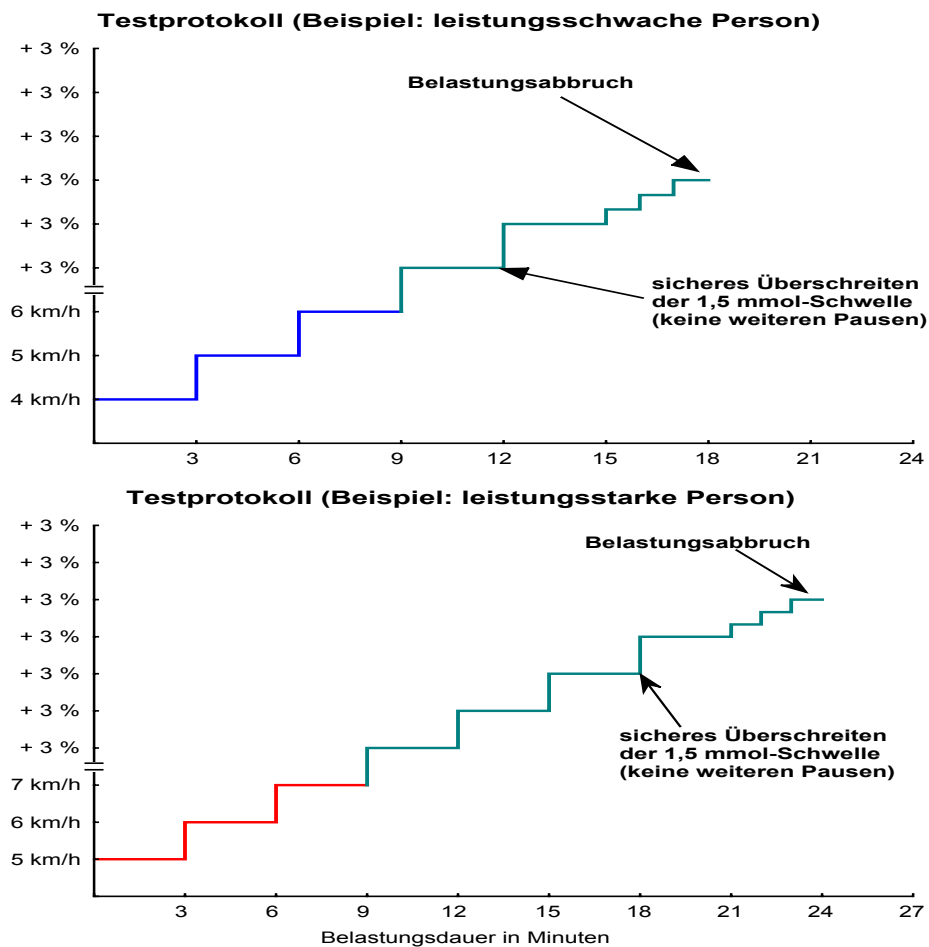 Testprotokoll (Beispiel: leistungsschwache Person)
+ 3 %
+ 3 %
Belastungsabbruch
+ 3 %
+ 3 %
+ 3 %
+ 3 %
sicheres Überschreiten
der 1,5 mmol-Schwelle
(keine weiteren Pausen)
6 km/h
5 km/h
4 km/h
3 6 9 12 15 18 21 24
Testprotokoll (Beispiel: leistungsstarke Person)
+ 3 %
Belastungsabbruch
+ 3 %
+ 3 %
+ 3 %
+ 3 %
+ 3 %
+ 3 %
sicheres Überschreiten
der 1,5 mmol-Schwelle
(keine weiteren Pausen)
7 km/h
6 km/h
5 km/h
3 6 9 12 15 18 21 24 27
Belastungsdauer in Minuten